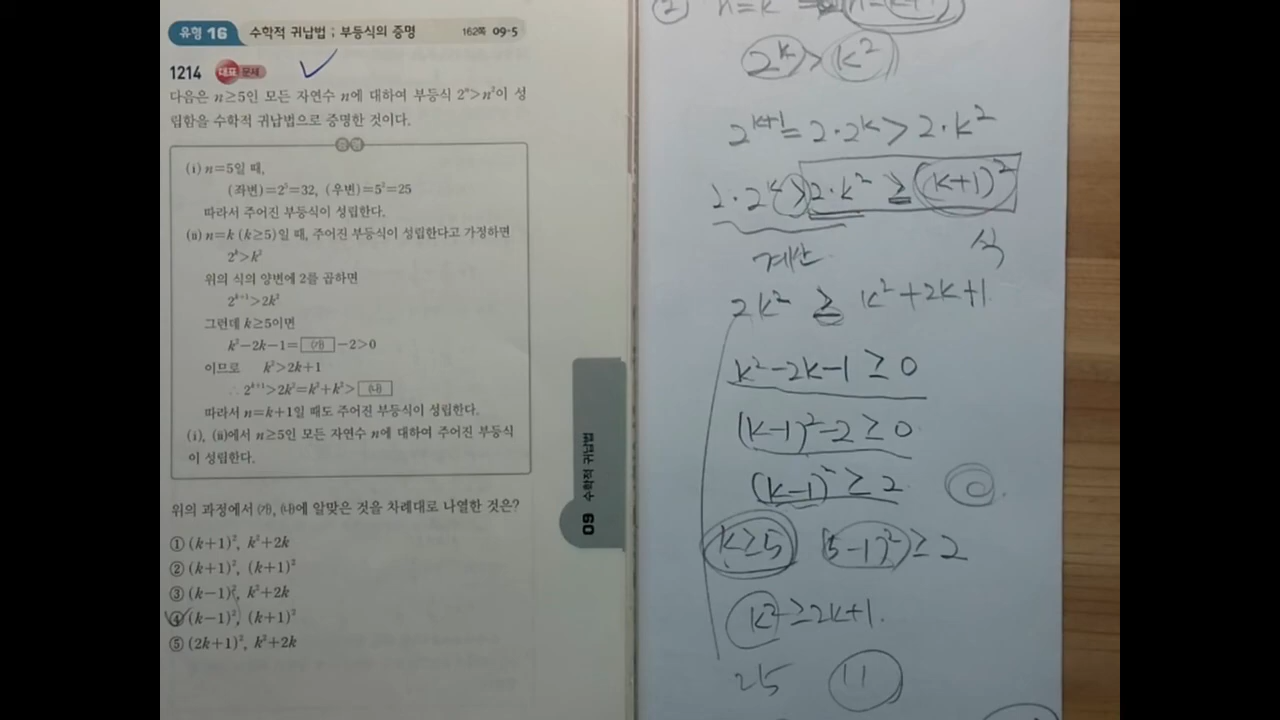 유형 16 수학적 귀납법 ; 부등식의 증명 162쪽 09-5
1214 대표 문제
다음은 n≥5인 모든 자연수 n에 대하여 부등식 2ⁿ>n²이 성
립함을 수학적 귀납법으로 증명한 것이다.
증명
(i) n=5일 때,
(좌변)=2⁵=32, (우변)=5²=25
따라서 주어진 부등식이 성립한다.
(ii) n=k (k≥5)일 때, 주어진 부등식이 성립한다고 가정하면
2ᵏ>k²
위의 식의 양변에 2를 곱하면
2ᵏ⁺¹>2k²
그런데 k≥5이면
k²-2k-1= (가) -2>0
이므로 k²>2k+1
∴ 2ᵏ⁺¹>2k²=k²+k²> (나)
따라서 n=k+1일 때도 주어진 부등식이 성립한다.
(i), (ii)에서 n≥5인 모든 자연수 n에 대하여 주어진 부등식
이 성립한다.
위의 과정에서 (가), (나)에 알맞은 것을 차례대로 나열한 것은?
① (k+1)², k²+2k
② (k+1)², (k+1)²
③ (k-1)², k²+2k
④ (k-1)², (k+1)²
⑤ (2k+1)², k²+2k
09 수학적 귀납법
② n=k n=(k+1)
2ᵏ > k²
2ᵏ⁺¹ = 2·2ᵏ > 2·k²
2·2ᵏ > 2·k² ≥ (k+1)²
계산 식
2k² ≥ k²+2k+1
k²-2k-1 ≥ 0
(k-1)²-2 ≥ 0
(k-1)² ≥ 2
k≥5 (5-1)² ≥ 2
k² ≥ 2k+1.
25 11